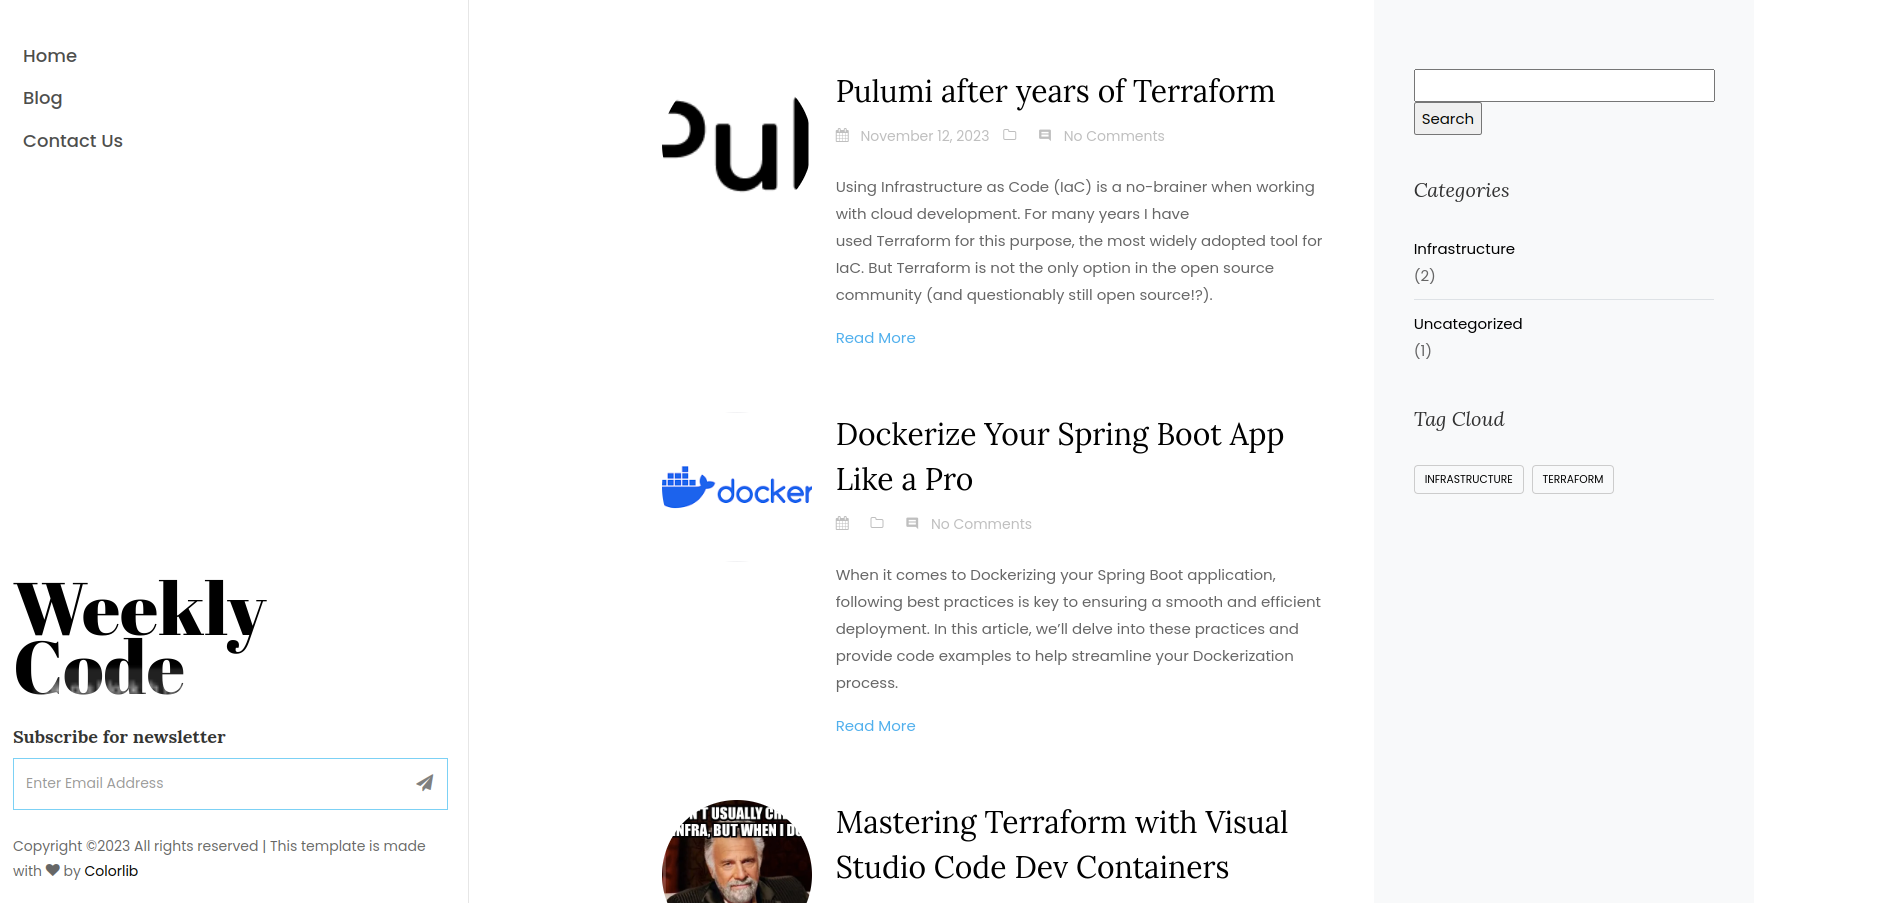 Home
Blog
Contact Us
Weekly
Code
Subscribe for newsletter
Enter Email Address
Copyright ©2023 All rights reserved | This template is made
with ♥ by Colorlib
Pul
Pulumi after years of Terraform
November 12, 2023 No Comments
Using Infrastructure as Code (IaC) is a no-brainer when working
with cloud development. For many years I have
used Terraform for this purpose, the most widely adopted tool for
IaC. But Terraform is not the only option in the open source
community (and questionably still open source!?).
Read More
docker
Dockerize Your Spring Boot App
Like a Pro
No Comments
When it comes to Dockerizing your Spring Boot application,
following best practices is key to ensuring a smooth and efficient
deployment. In this article, we’ll delve into these practices and
provide code examples to help streamline your Dockerization
process.
Read More
USUALLY
INFRA, BUT WHEN I DO
Mastering Terraform with Visual
Studio Code Dev Containers
Search
Categories
Infrastructure
(2)
Uncategorized
(1)
Tag Cloud
INFRASTRUCTURE TERRAFORM